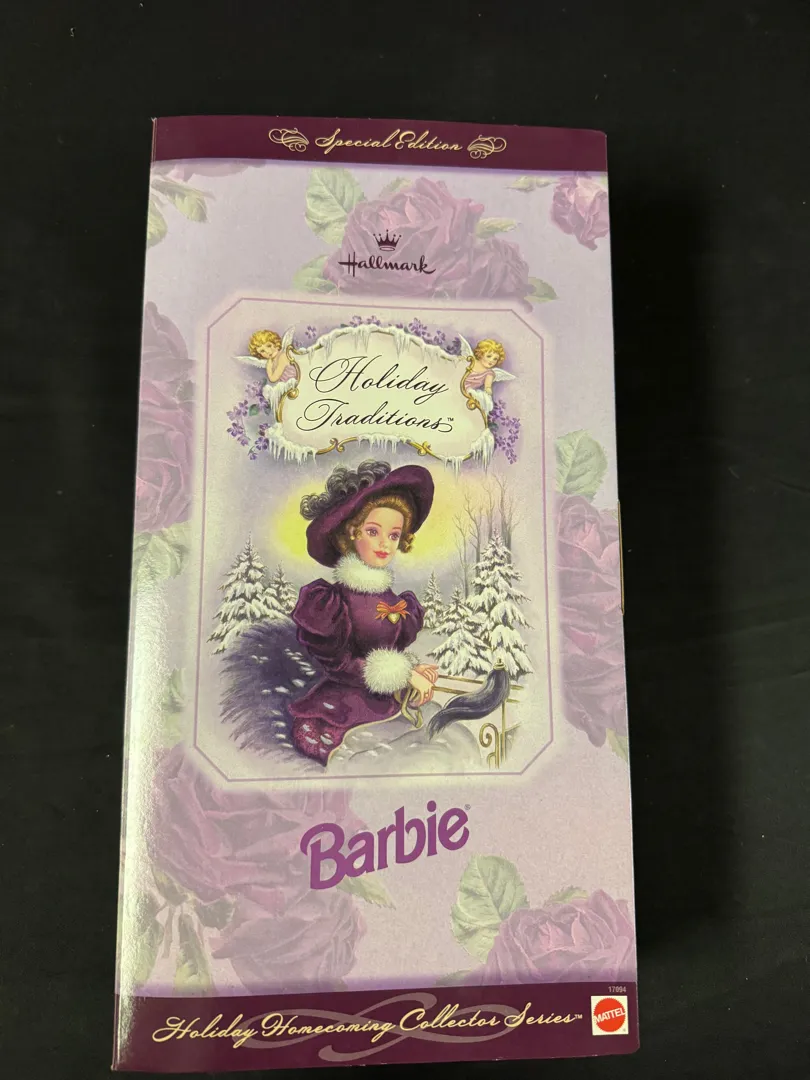 Special Edition
Hallmark
Holiday
Traditions™
Barbie®
17094
Holiday Homecoming Collector Series™
MATTEL